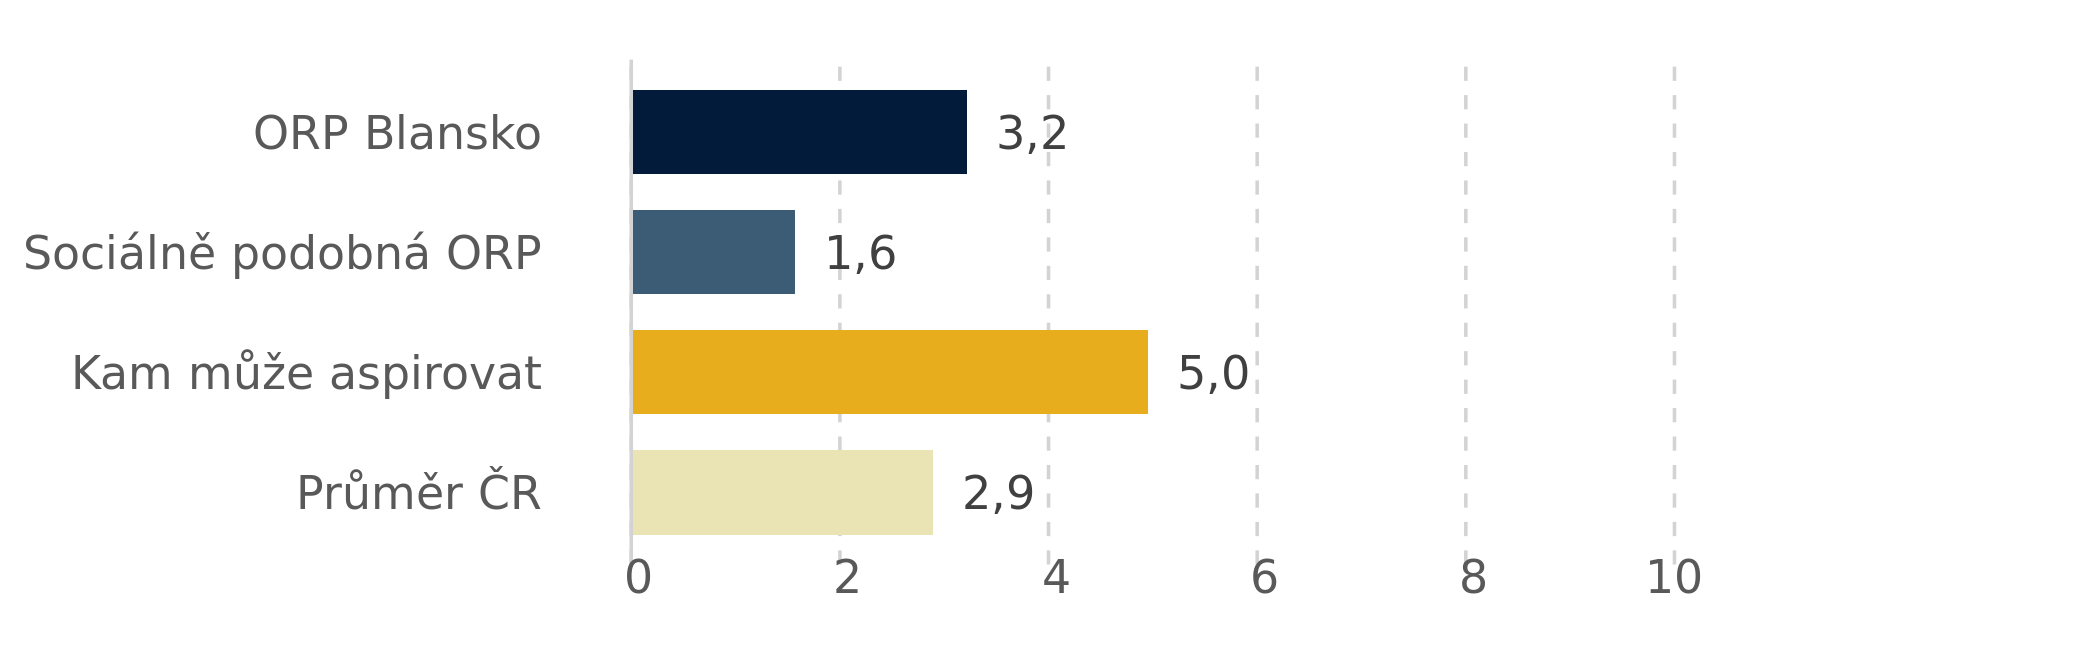 ORP Blansko 3,2
Sociálně podobná ORP 1,6
Kam může aspirovat 5,0
Průměr ČR 2,9
0 2 4 6 8 10